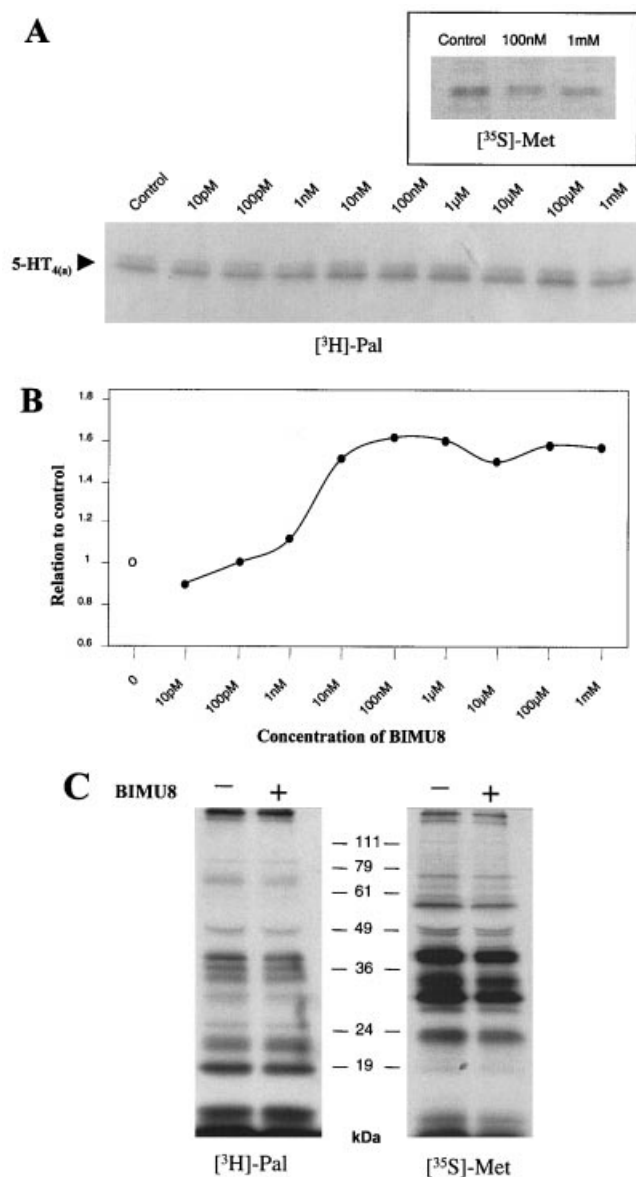 A
Control 100nM 1mM
[³⁵S]-Met
Control 10pM 100pM 1nM 10nM 100nM 1µM 10µM 100µM 1mM
5-HT₄₍ₐ₎
[³H]-Pal
B
Relation to control
1.8
1.6
1.4
1.2
1
0.8
0.6
0 10pM 100pM 1nM 10nM 100nM 1µM 10µM 100µM 1mM
Concentration of BIMU8
C
BIMU8 − + − +
111
79
61
49
36
24
19
kDa
[³H]-Pal [³⁵S]-Met